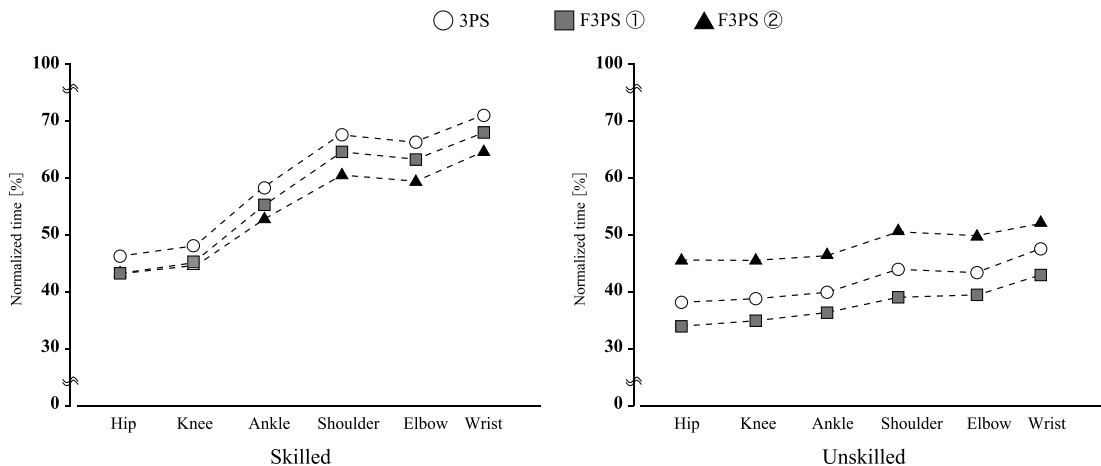 3PS F3PS ① F3PS ②
Normalized time [%]
100
70
60
50
40
30
0
Hip Knee Ankle Shoulder Elbow Wrist
Skilled
Normalized time [%]
100
70
60
50
40
30
0
Hip Knee Ankle Shoulder Elbow Wrist
Unskilled